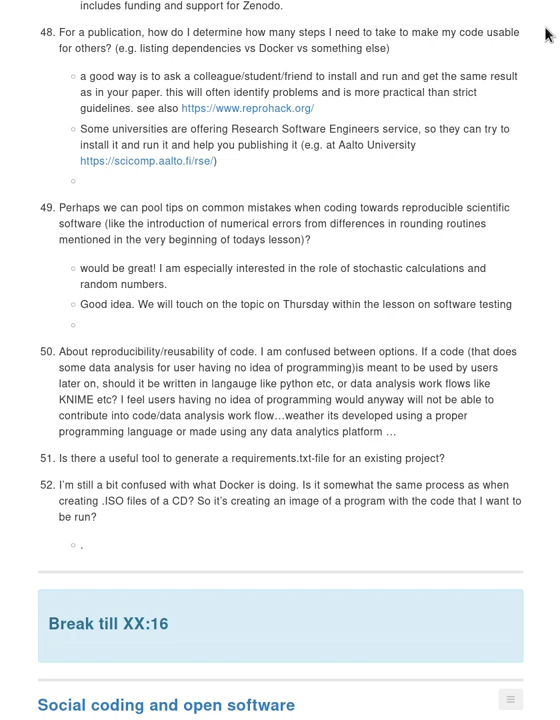 includes funding and support for Zenodo.
48. For a publication, how do I determine how many steps I need to take to make my code usable
for others? (e.g. listing dependencies vs Docker vs something else)
a good way is to ask a colleague/student/friend to install and run and get the same result
as in your paper. this will often identify problems and is more practical than strict
guidelines. see also https://www.reprohack.org/
Some universities are offering Research Software Engineers service, so they can try to
install it and run it and help you publishing it (e.g. at Aalto University
https://scicomp.aalto.fi/rse/)
49. Perhaps we can pool tips on common mistakes when coding towards reproducible scientific
software (like the introduction of numerical errors from differences in rounding routines
mentioned in the very beginning of todays lesson)?
would be great! I am especially interested in the role of stochastic calculations and
random numbers.
Good idea. We will touch on the topic on Thursday within the lesson on software testing
50. About reproducibility/reusability of code. I am confused between options. If a code (that does
some data analysis for user having no idea of programming)is meant to be used by users
later on, should it be written in langauge like python etc, or data analysis work flows like
KNIME etc? I feel users having no idea of programming would anyway will not be able to
contribute into code/data analysis work flow…weather its developed using a proper
programming language or made using any data analytics platform …
51. Is there a useful tool to generate a requirements.txt-file for an existing project?
52. I’m still a bit confused with what Docker is doing. Is it somewhat the same process as when
creating .ISO files of a CD? So it’s creating an image of a program with the code that I want to
be run?
.
Break till XX:16
Social coding and open software